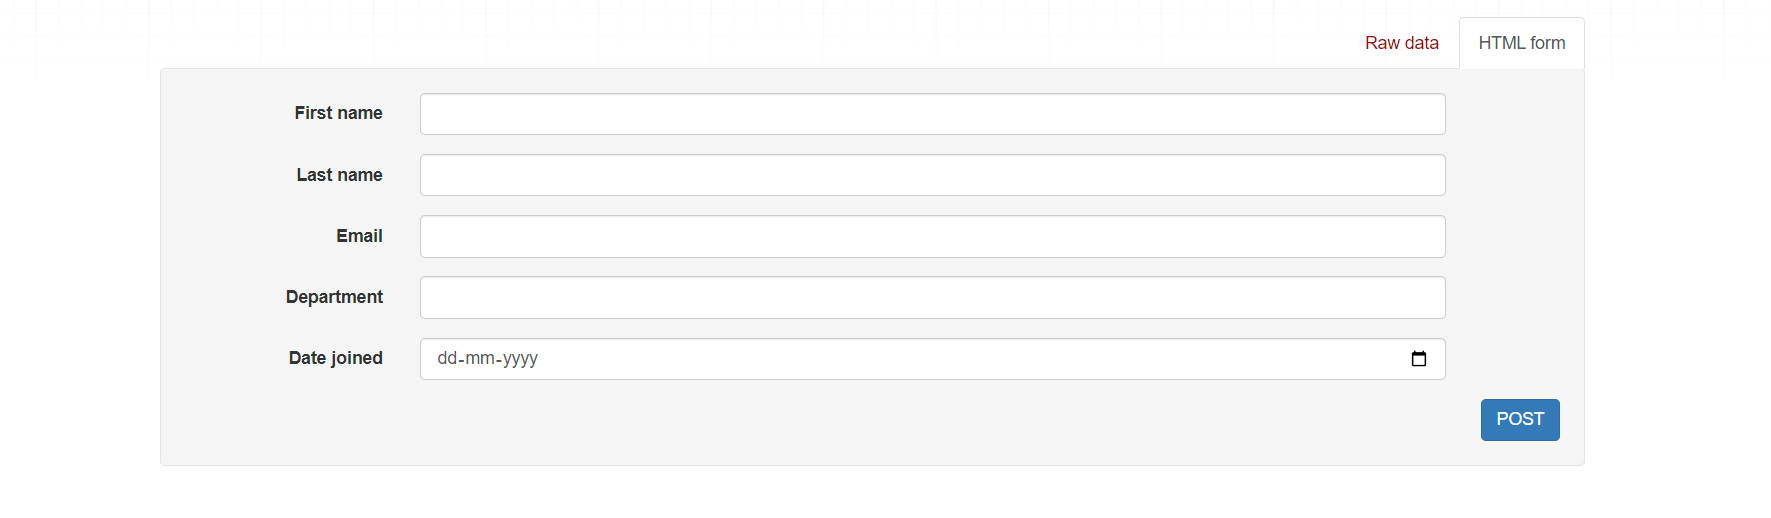 Raw data
HTML form
First name
Last name
Email
Department
Date joined
dd-mm-yyyy
POST